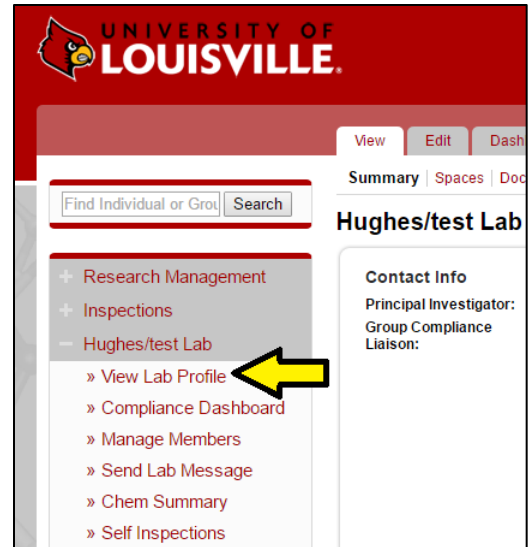 UNIVERSITY OF
LOUISVILLE.
View Edit Dash
Summary | Spaces | Doc
Find Individual or Grou Search
Hughes/test Lab
Research Management
Inspections
Hughes/test Lab
» View Lab Profile
» Compliance Dashboard
» Manage Members
» Send Lab Message
» Chem Summary
» Self Inspections
Contact Info
Principal Investigator:
Group Compliance
Liaison: